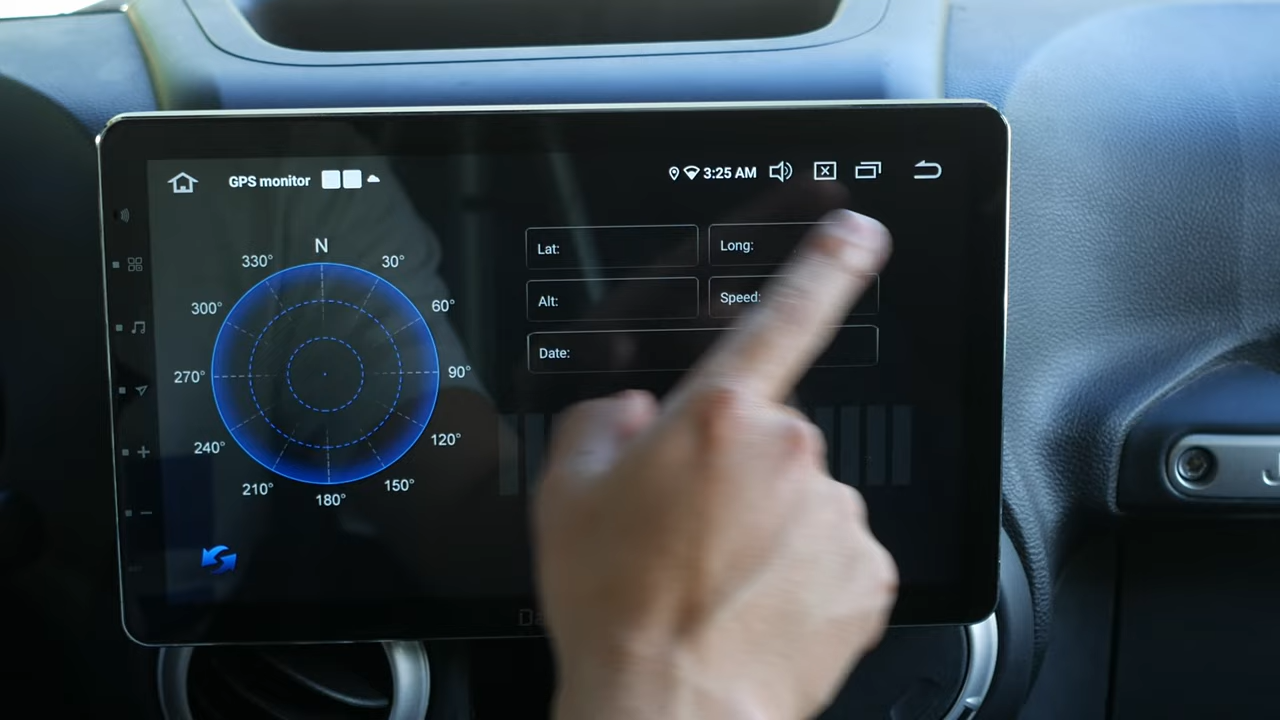 GPS monitor 3:25 AM
N
330° 30°
300° 60°
270° 90°
240° 120°
210° 150°
180°
Lat: Long:
Alt: Speed:
Date: